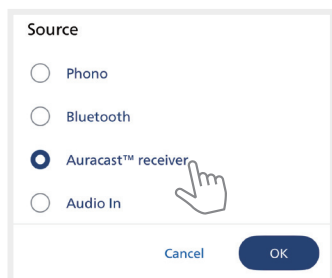 Source
Phono
Bluetooth
Auracast™ receiver
Audio In
Cancel OK